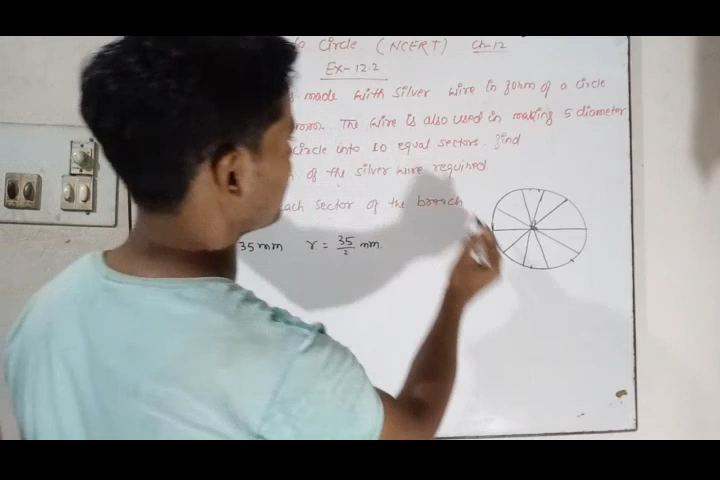 Circle (NCERT) Ch-12
Ex-12.2
made with silver wire in form of a circle
mm. The wire is also used in making 5 diameter
circle into 10 equal sectors. find
of the silver wire required.
each sector of the brooch
35 mm r = 35/2 mm.